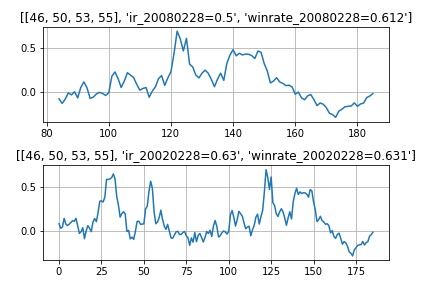 [[46, 50, 53, 55], 'ir_20080228=0.5', 'winrate_20080228=0.612']
0.5
0.0
80 100 120 140 160 180
[[46, 50, 53, 55], 'ir_20020228=0.63', 'winrate_20020228=0.631']
0.5
0.0
0 25 50 75 100 125 150 175